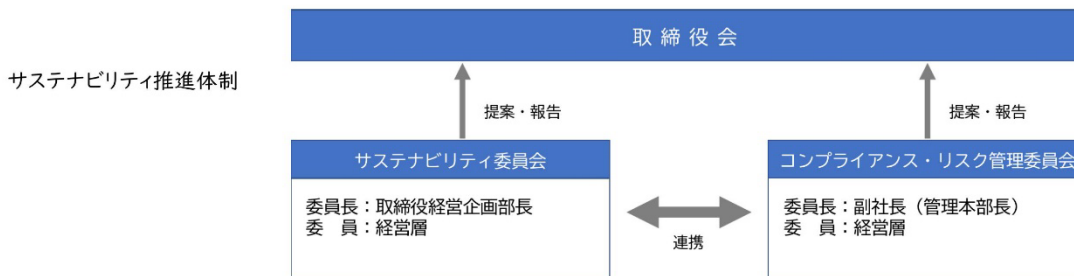 取締役会
サステナビリティ推進体制
提案・報告
提案・報告
サステナビリティ委員会
委員長：取締役経営企画部長
委　員：経営層
連携
コンプライアンス・リスク管理委員会
委員長：副社長（管理本部長）
委　員：経営層